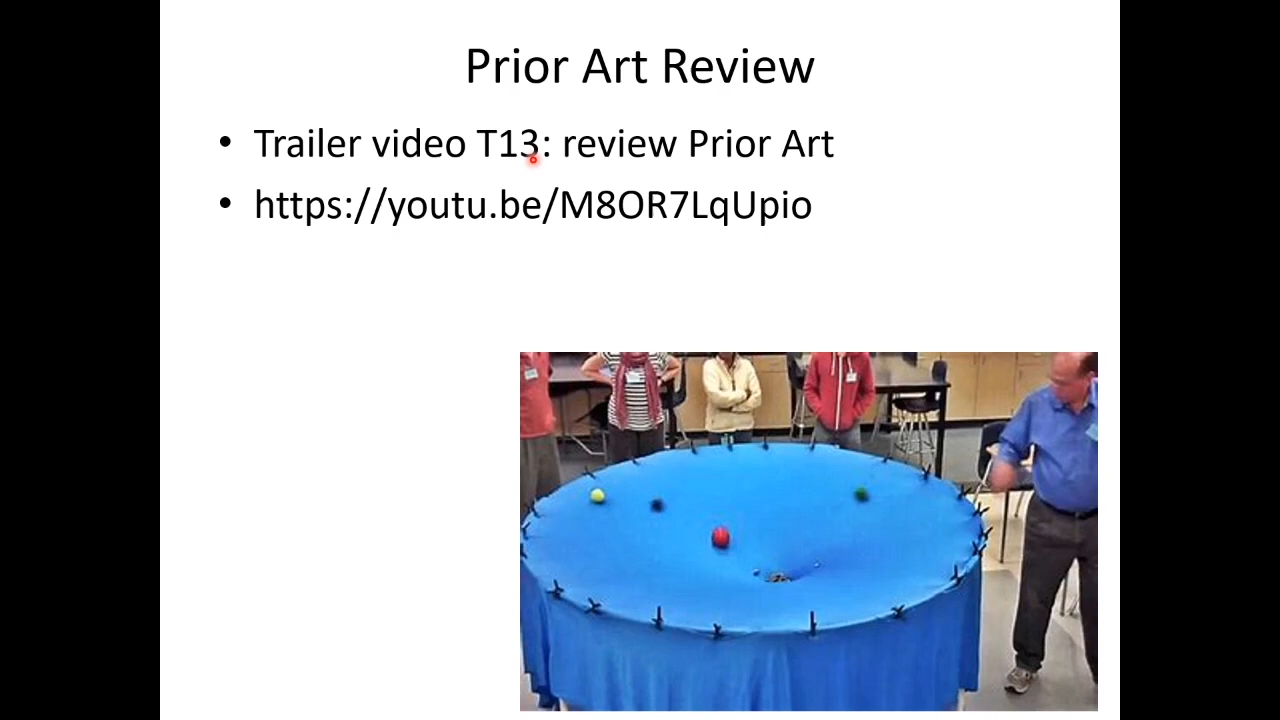 Prior Art Review
• Trailer video T13: review Prior Art
• https://youtu.be/M8OR7LqUpio